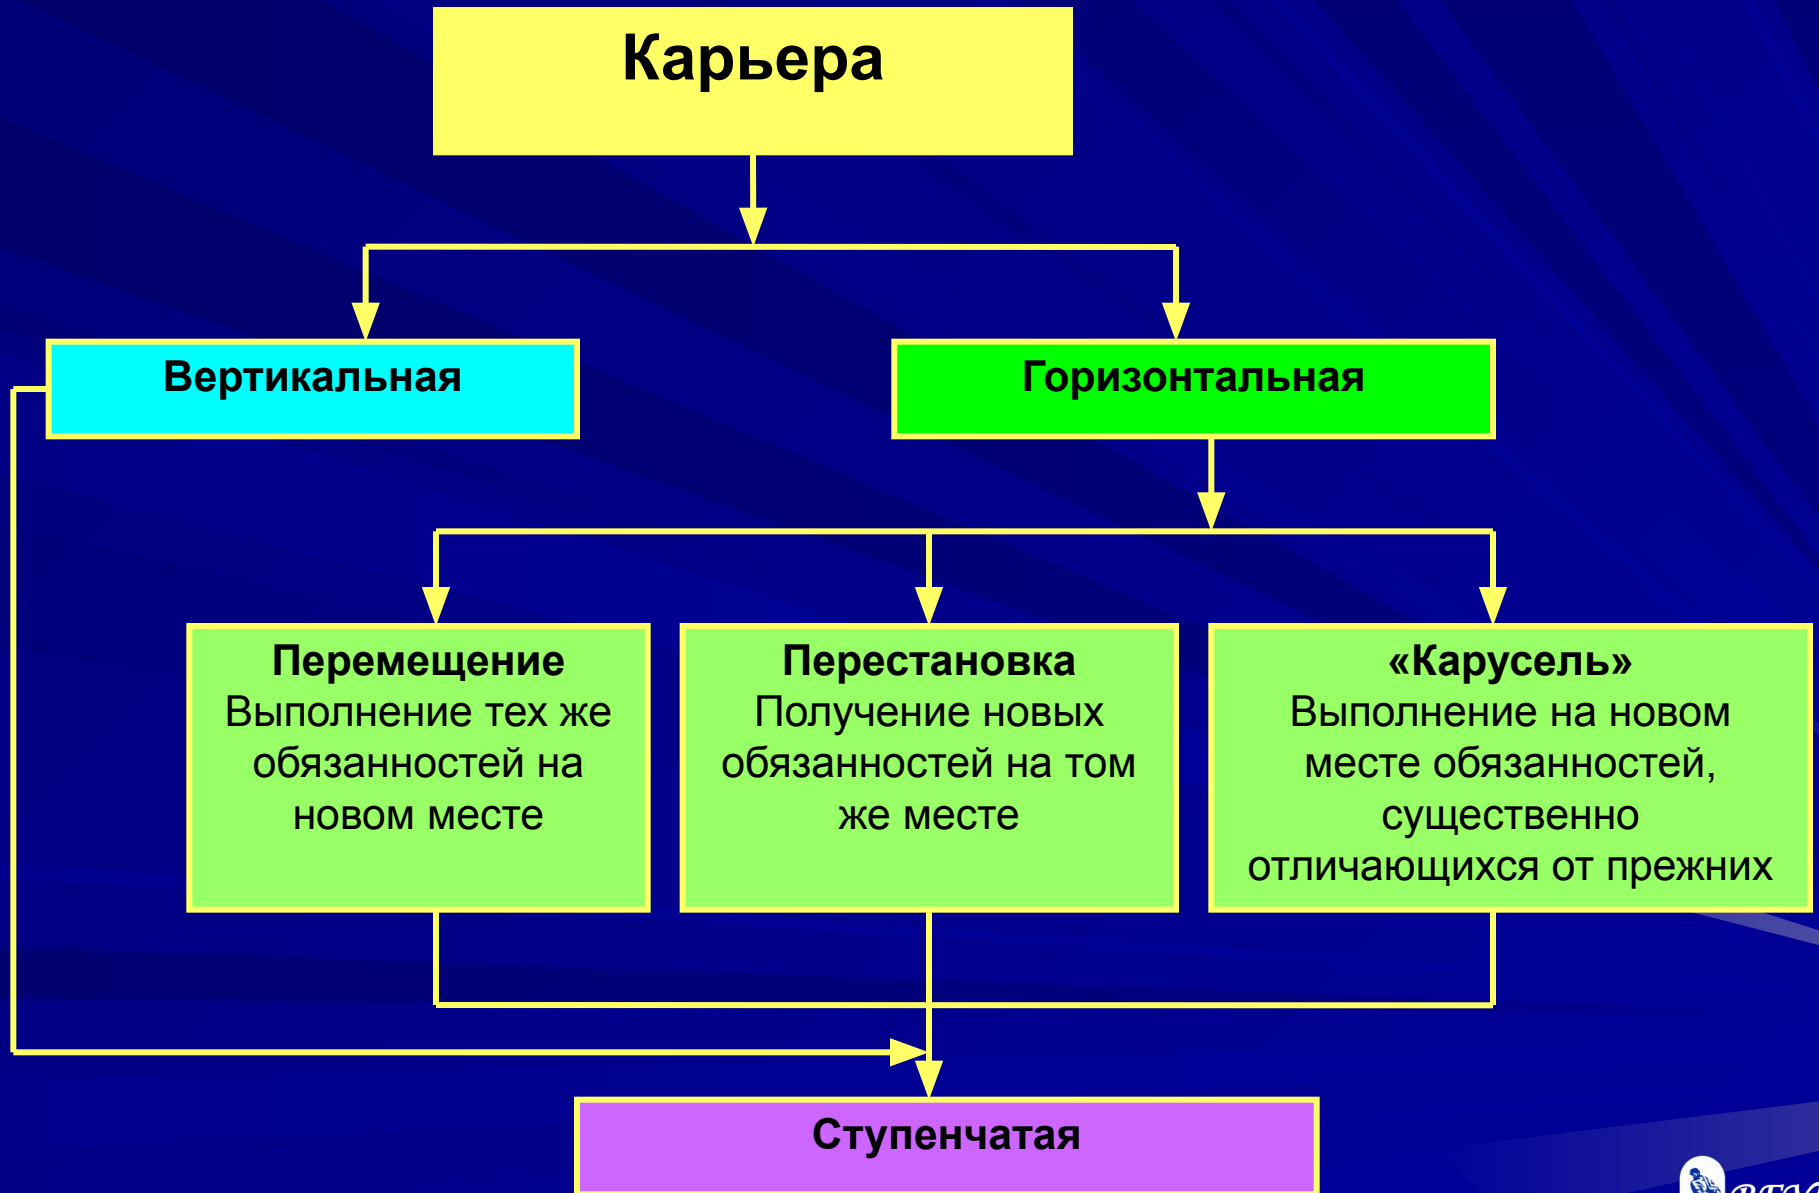 Карьера
Вертикальная
Горизонтальная
Перемещение
Выполнение тех же
обязанностей на
новом месте
Перестановка
Получение новых
обязанностей на том
же месте
«Карусель»
Выполнение на новом
месте обязанностей,
существенно
отличающихся от прежних
Ступенчатая